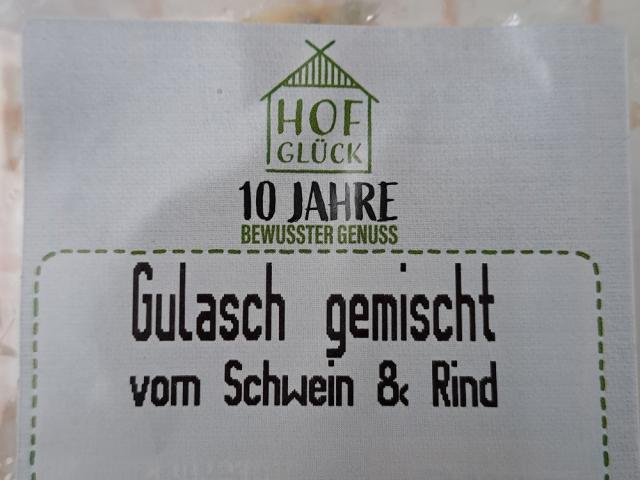 HOF
GLÜCK
10 JAHRE
BEWUSSTER GENUSS
Gulasch gemischt
vom Schwein & Rind